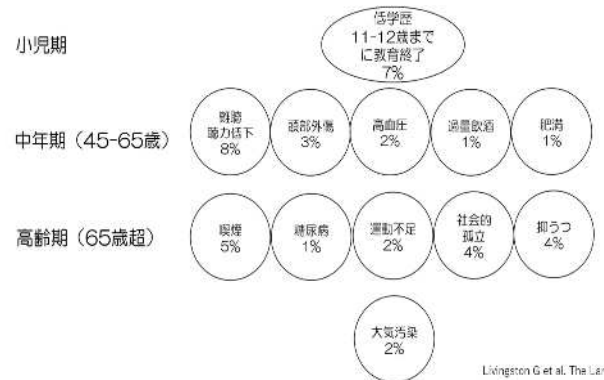 小児期
低学歴
11-12歳まで
に教育終了
7%
中年期（45-65歳）
難聴
聴力低下
8%
頭部外傷
3%
高血圧
2%
過量飲酒
1%
肥満
1%
高齢期（65歳超）
喫煙
5%
糖尿病
1%
運動不足
2%
社会的
孤立
4%
抑うつ
4%
大気汚染
2%
Livingston G et al. The Lan